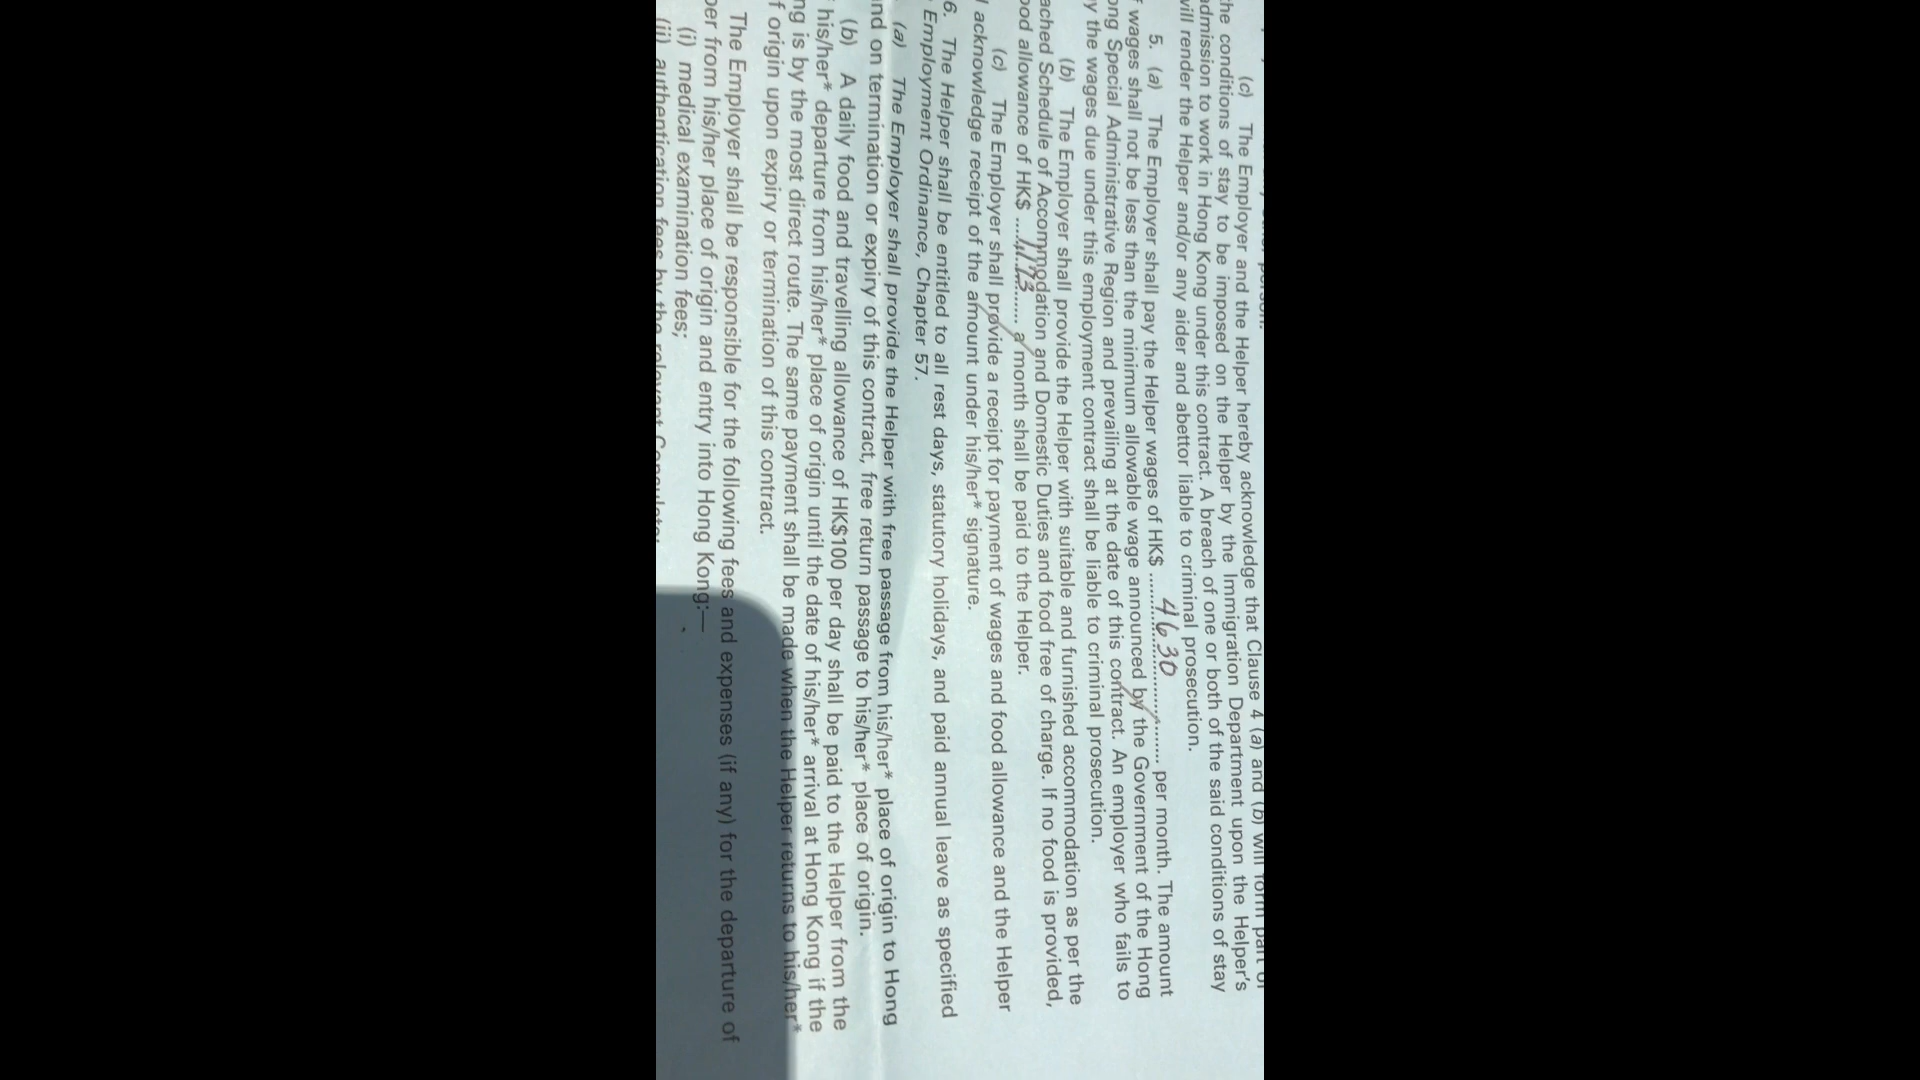 (c) The Employer and the Helper hereby acknowledge that Clause 4 (a) and (b) will form part of
the conditions of stay to be imposed on the Helper by the Immigration Department upon the Helper's
admission to work in Hong Kong under this contract. A breach of one or both of the said conditions of stay
will render the Helper and/or any aider and abettor liable to criminal prosecution.
5. (a) The Employer shall pay the Helper wages of HK$ ........4630........ per month. The amount
f wages shall not be less than the minimum allowable wage announced by the Government of the Hong
ong Special Administrative Region and prevailing at the date of this contract. An employer who fails to
y the wages due under this employment contract shall be liable to criminal prosecution.
(b) The Employer shall provide the Helper with suitable and furnished accommodation as per the
ached Schedule of Accommodation and Domestic Duties and food free of charge. If no food is provided,
ood allowance of HK$ ............ a month shall be paid to the Helper.
(c) The Employer shall provide a receipt for payment of wages and food allowance and the Helper
l acknowledge receipt of the amount under his/her* signature.
6. The Helper shall be entitled to all rest days, statutory holidays, and paid annual leave as specified
Employment Ordinance, Chapter 57.
(a) The Employer shall provide the Helper with free passage from his/her* place of origin to Hong
nd on termination or expiry of this contract, free return passage to his/her* place of origin.
(b) A daily food and travelling allowance of HK$100 per day shall be paid to the Helper from the
f his/her* departure from his/her* place of origin until the date of his/her* arrival at Hong Kong if the
ng is by the most direct route. The same payment shall be made when the Helper returns to his/her*
f origin upon expiry or termination of this contract.
The Employer shall be responsible for the following fees and expenses (if any) for the departure of
per from his/her place of origin and entry into Hong Kong:—
(i) medical examination fees;
(ii) authentication fees by the relevant Consulate;